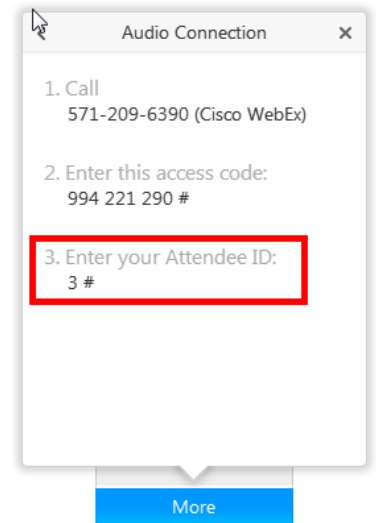 Audio Connection
1. Call
571-209-6390 (Cisco WebEx)
2. Enter this access code:
994 221 290 #
3. Enter your Attendee ID:
3 #
More